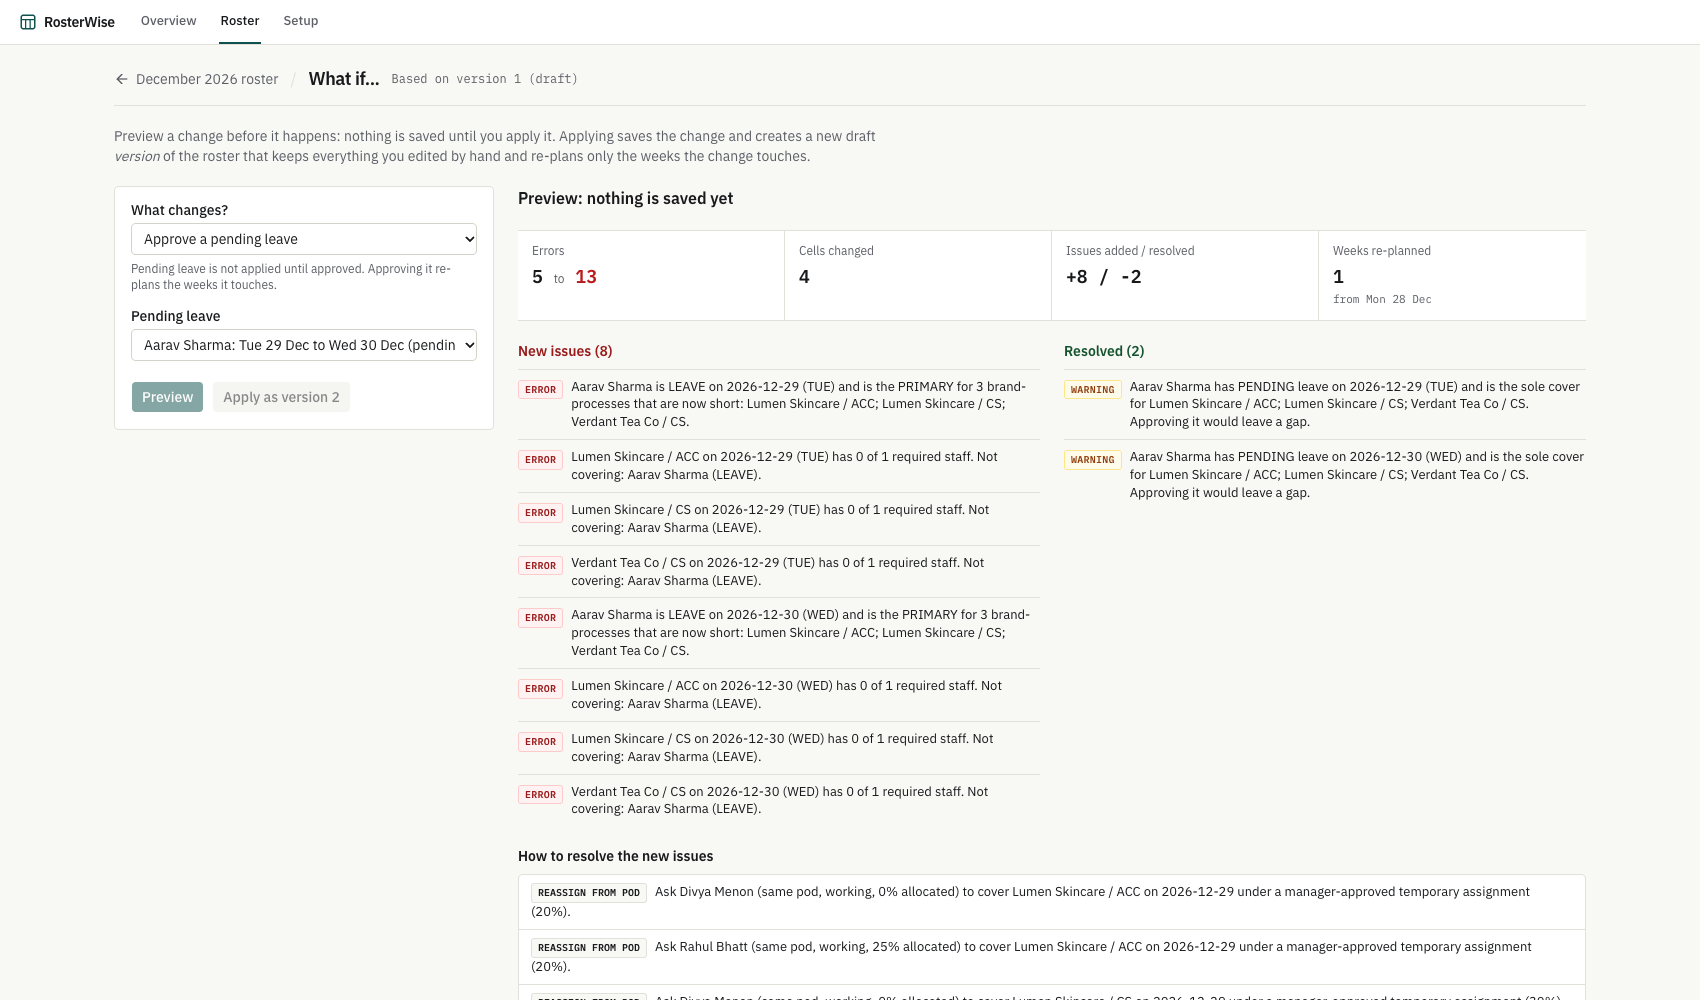 RosterWise
Overview
Roster
Setup
December 2026 roster / What if... Based on version 1 (draft)
Preview a change before it happens: nothing is saved until you apply it. Applying saves the change and creates a new draft
version of the roster that keeps everything you edited by hand and re-plans only the weeks the change touches.
What changes?
Approve a pending leave
Pending leave is not applied until approved. Approving it re-
plans the weeks it touches.
Pending leave
Aarav Sharma: Tue 29 Dec to Wed 30 Dec (pendin
Preview
Apply as version 2
Preview: nothing is saved yet
Errors
5 to 13
Cells changed
4
Issues added / resolved
+8 / -2
Weeks re-planned
1
from Mon 28 Dec
New issues (8)
ERROR Aarav Sharma is LEAVE on 2026-12-29 (TUE) and is the PRIMARY for 3 brand-
processes that are now short: Lumen Skincare / ACC; Lumen Skincare / CS;
Verdant Tea Co / CS.
ERROR Lumen Skincare / ACC on 2026-12-29 (TUE) has 0 of 1 required staff. Not
covering: Aarav Sharma (LEAVE).
ERROR Lumen Skincare / CS on 2026-12-29 (TUE) has 0 of 1 required staff. Not
covering: Aarav Sharma (LEAVE).
ERROR Verdant Tea Co / CS on 2026-12-29 (TUE) has 0 of 1 required staff. Not
covering: Aarav Sharma (LEAVE).
ERROR Aarav Sharma is LEAVE on 2026-12-30 (WED) and is the PRIMARY for 3 brand-
processes that are now short: Lumen Skincare / ACC; Lumen Skincare / CS;
Verdant Tea Co / CS.
ERROR Lumen Skincare / ACC on 2026-12-30 (WED) has 0 of 1 required staff. Not
covering: Aarav Sharma (LEAVE).
ERROR Lumen Skincare / CS on 2026-12-30 (WED) has 0 of 1 required staff. Not
covering: Aarav Sharma (LEAVE).
ERROR Verdant Tea Co / CS on 2026-12-30 (WED) has 0 of 1 required staff. Not
covering: Aarav Sharma (LEAVE).
Resolved (2)
WARNING Aarav Sharma has PENDING leave on 2026-12-29 (TUE) and is the sole cover
for Lumen Skincare / ACC; Lumen Skincare / CS; Verdant Tea Co / CS.
Approving it would leave a gap.
WARNING Aarav Sharma has PENDING leave on 2026-12-30 (WED) and is the sole cover
for Lumen Skincare / ACC; Lumen Skincare / CS; Verdant Tea Co / CS.
Approving it would leave a gap.
How to resolve the new issues
REASSIGN FROM POD Ask Divya Menon (same pod, working, 0% allocated) to cover Lumen Skincare / ACC on 2026-12-29 under a manager-approved temporary assignment
(20%).
REASSIGN FROM POD Ask Rahul Bhatt (same pod, working, 25% allocated) to cover Lumen Skincare / ACC on 2026-12-29 under a manager-approved temporary assignment
(20%).